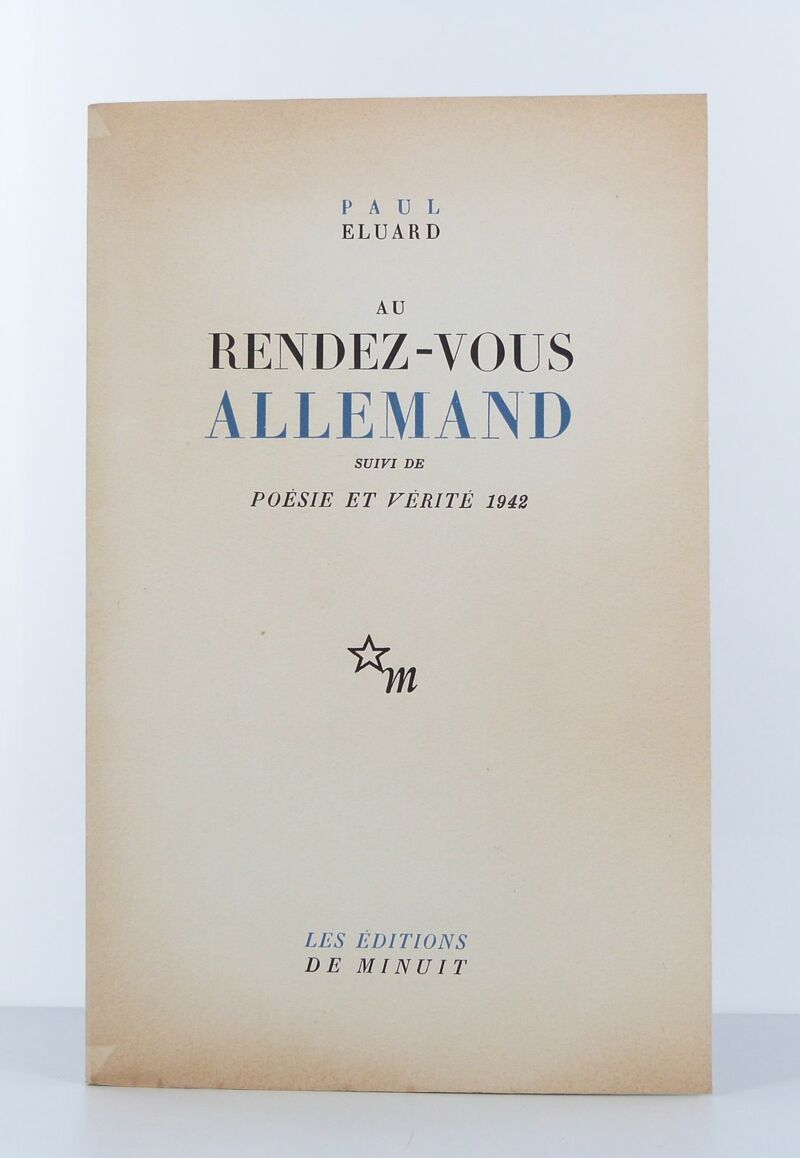 PAUL
ELUARD
AU
RENDEZ-VOUS
ALLEMAND
SUIVI DE
POÉSIE ET VÉRITÉ 1942
m
LES ÉDITIONS
DE MINUIT